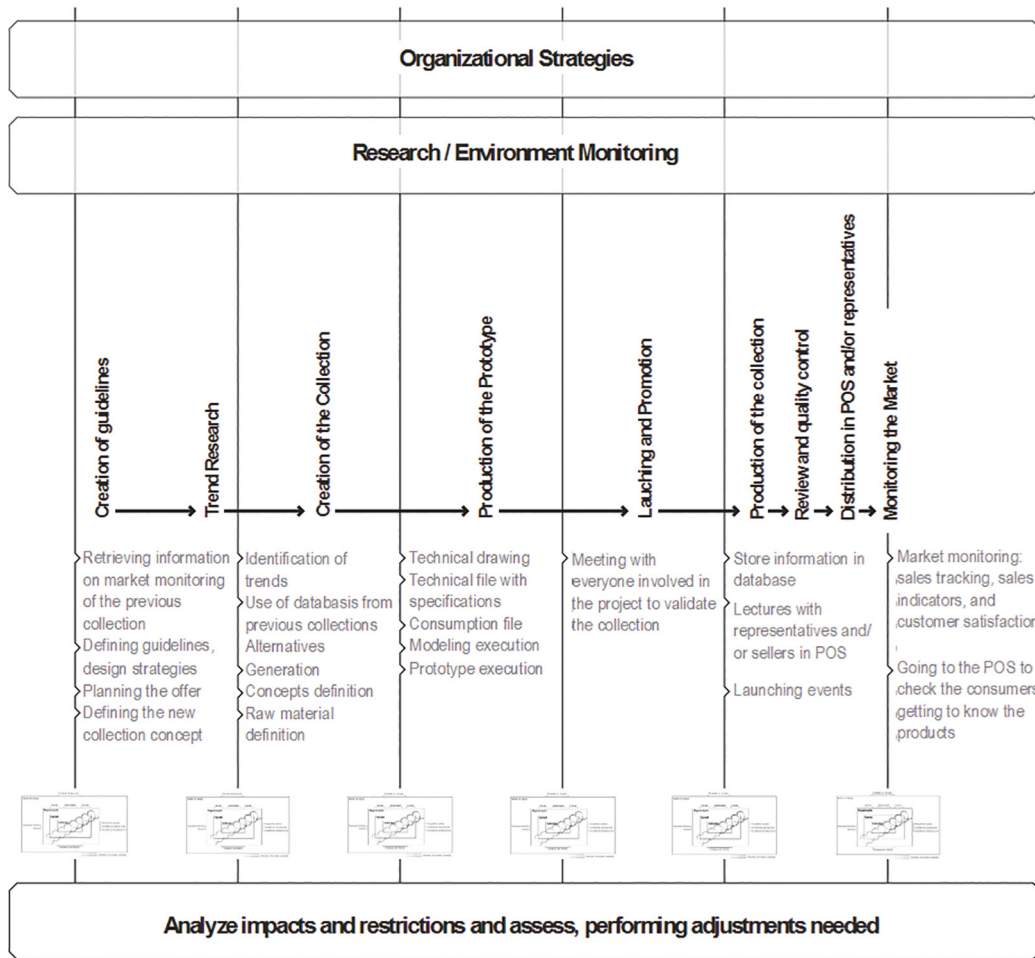 Organizational Strategies
Research / Environment Monitoring
Creation of guidelines
Trend Research
Creation of the Collection
Production of the Prototype
Lauching and Promotion
Production of the collection
Review and quality control
Distribution in POS and/or representatives
Monitoring the Market
Retrieving information
on market monitoring
of the previous
collection
Defining guidelines,
design strategies
Planning the offer
Defining the new
collection concept
Identification of
trends
Use of databasis from
previous collections
Alternatives
Generation
Concepts definition
Raw material
definition
Technical drawing
Technical file with
specifications
Consumption file
Modeling execution
Prototype execution
Meeting with
everyone involved in
the project to validate
the collection
Store information in
database
Lectures with
representatives and/
or sellers in POS
Launching events
Market monitoring:
sales tracking, sales
indicators, and
customer satisfaction
Going to the POS to
check the consumers
getting to know the
products
Analyze impacts and restrictions and assess, performing adjustments needed